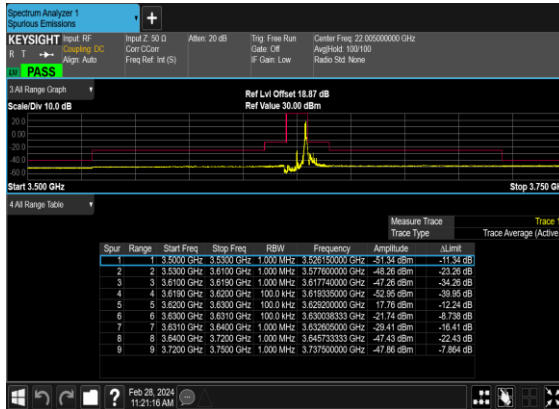 Spectrum Analyzer 1
Spurious Emissions
KEYSIGHT Input: RF Input Z: 50 Ω Atten: 20 dB Trig: Free Run Center Freq: 22.005000000 GHz
R T Coupling: DC Corr CCorr Gate: Off Avg|Hold: 100/100
Align: Auto Freq Ref: Int (S) IF Gain: Low Radio Std: None
PASS
3 All Range Graph
Ref Lvl Offset 18.87 dB
Scale/Div 10.0 dB Ref Value 30.00 dBm
20.0
0.00
-20.0
-40.0
-60.0
Start 3.500 GHz Stop 3.750 GH
4 All Range Table
Measure Trace Trace 1
Trace Type Trace Average (Active
Spur Range Start Freq Stop Freq RBW Frequency Amplitude ΔLimit
1 1 3.5000 GHz 3.5300 GHz 1.000 MHz 3.526150000 GHz -51.34 dBm -11.34 dB
2 2 3.5300 GHz 3.6100 GHz 1.000 MHz 3.577600000 GHz -48.26 dBm -23.26 dB
3 3 3.6100 GHz 3.6190 GHz 1.000 MHz 3.617740000 GHz -47.26 dBm -34.26 dB
4 4 3.6190 GHz 3.6200 GHz 100.0 kHz 3.619335000 GHz -52.95 dBm -39.95 dB
5 5 3.6200 GHz 3.6300 GHz 100.0 kHz 3.629200000 GHz 17.76 dBm -12.24 dB
6 6 3.6300 GHz 3.6310 GHz 100.0 kHz 3.630038333 GHz -21.74 dBm -8.738 dB
7 7 3.6310 GHz 3.6400 GHz 1.000 MHz 3.632605000 GHz -29.41 dBm -16.41 dB
8 8 3.6400 GHz 3.7200 GHz 1.000 MHz 3.645733333 GHz -47.43 dBm -22.43 dB
9 9 3.7200 GHz 3.7500 GHz 1.000 MHz 3.737500000 GHz -47.86 dBm -7.864 dB
Feb 28, 2024
11:21:16 AM